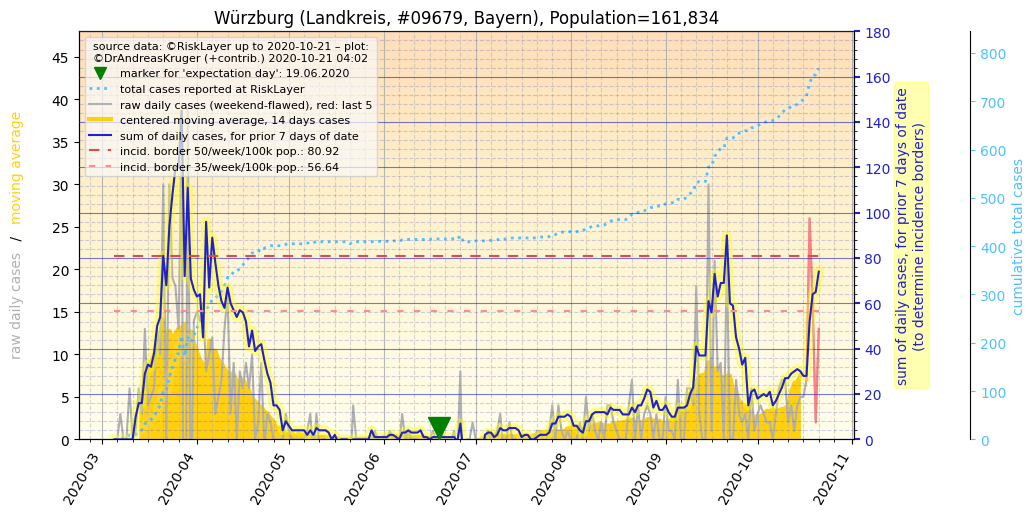 Würzburg (Landkreis, #09679, Bayern), Population=161,834
source data: ©RiskLayer up to 2020-10-21 – plot:
©DrAndreasKruger (+contrib.) 2020-10-21 04:02
marker for 'expectation day': 19.06.2020
total cases reported at RiskLayer
raw daily cases (weekend-flawed), red: last 5
centered moving average, 14 days cases
sum of daily cases, for prior 7 days of date
incid. border 50/week/100k pop.: 80.92
incid. border 35/week/100k pop.: 56.64
raw daily cases / moving average
45
40
35
30
25
20
15
10
5
0
2020-03
2020-04
2020-05
2020-06
2020-07
2020-08
2020-09
2020-10
2020-11
180
160
140
120
100
80
60
40
20
0
sum of daily cases, for prior 7 days of date
(to determine incidence borders)
800
700
600
500
400
300
200
100
0
cumulative total cases